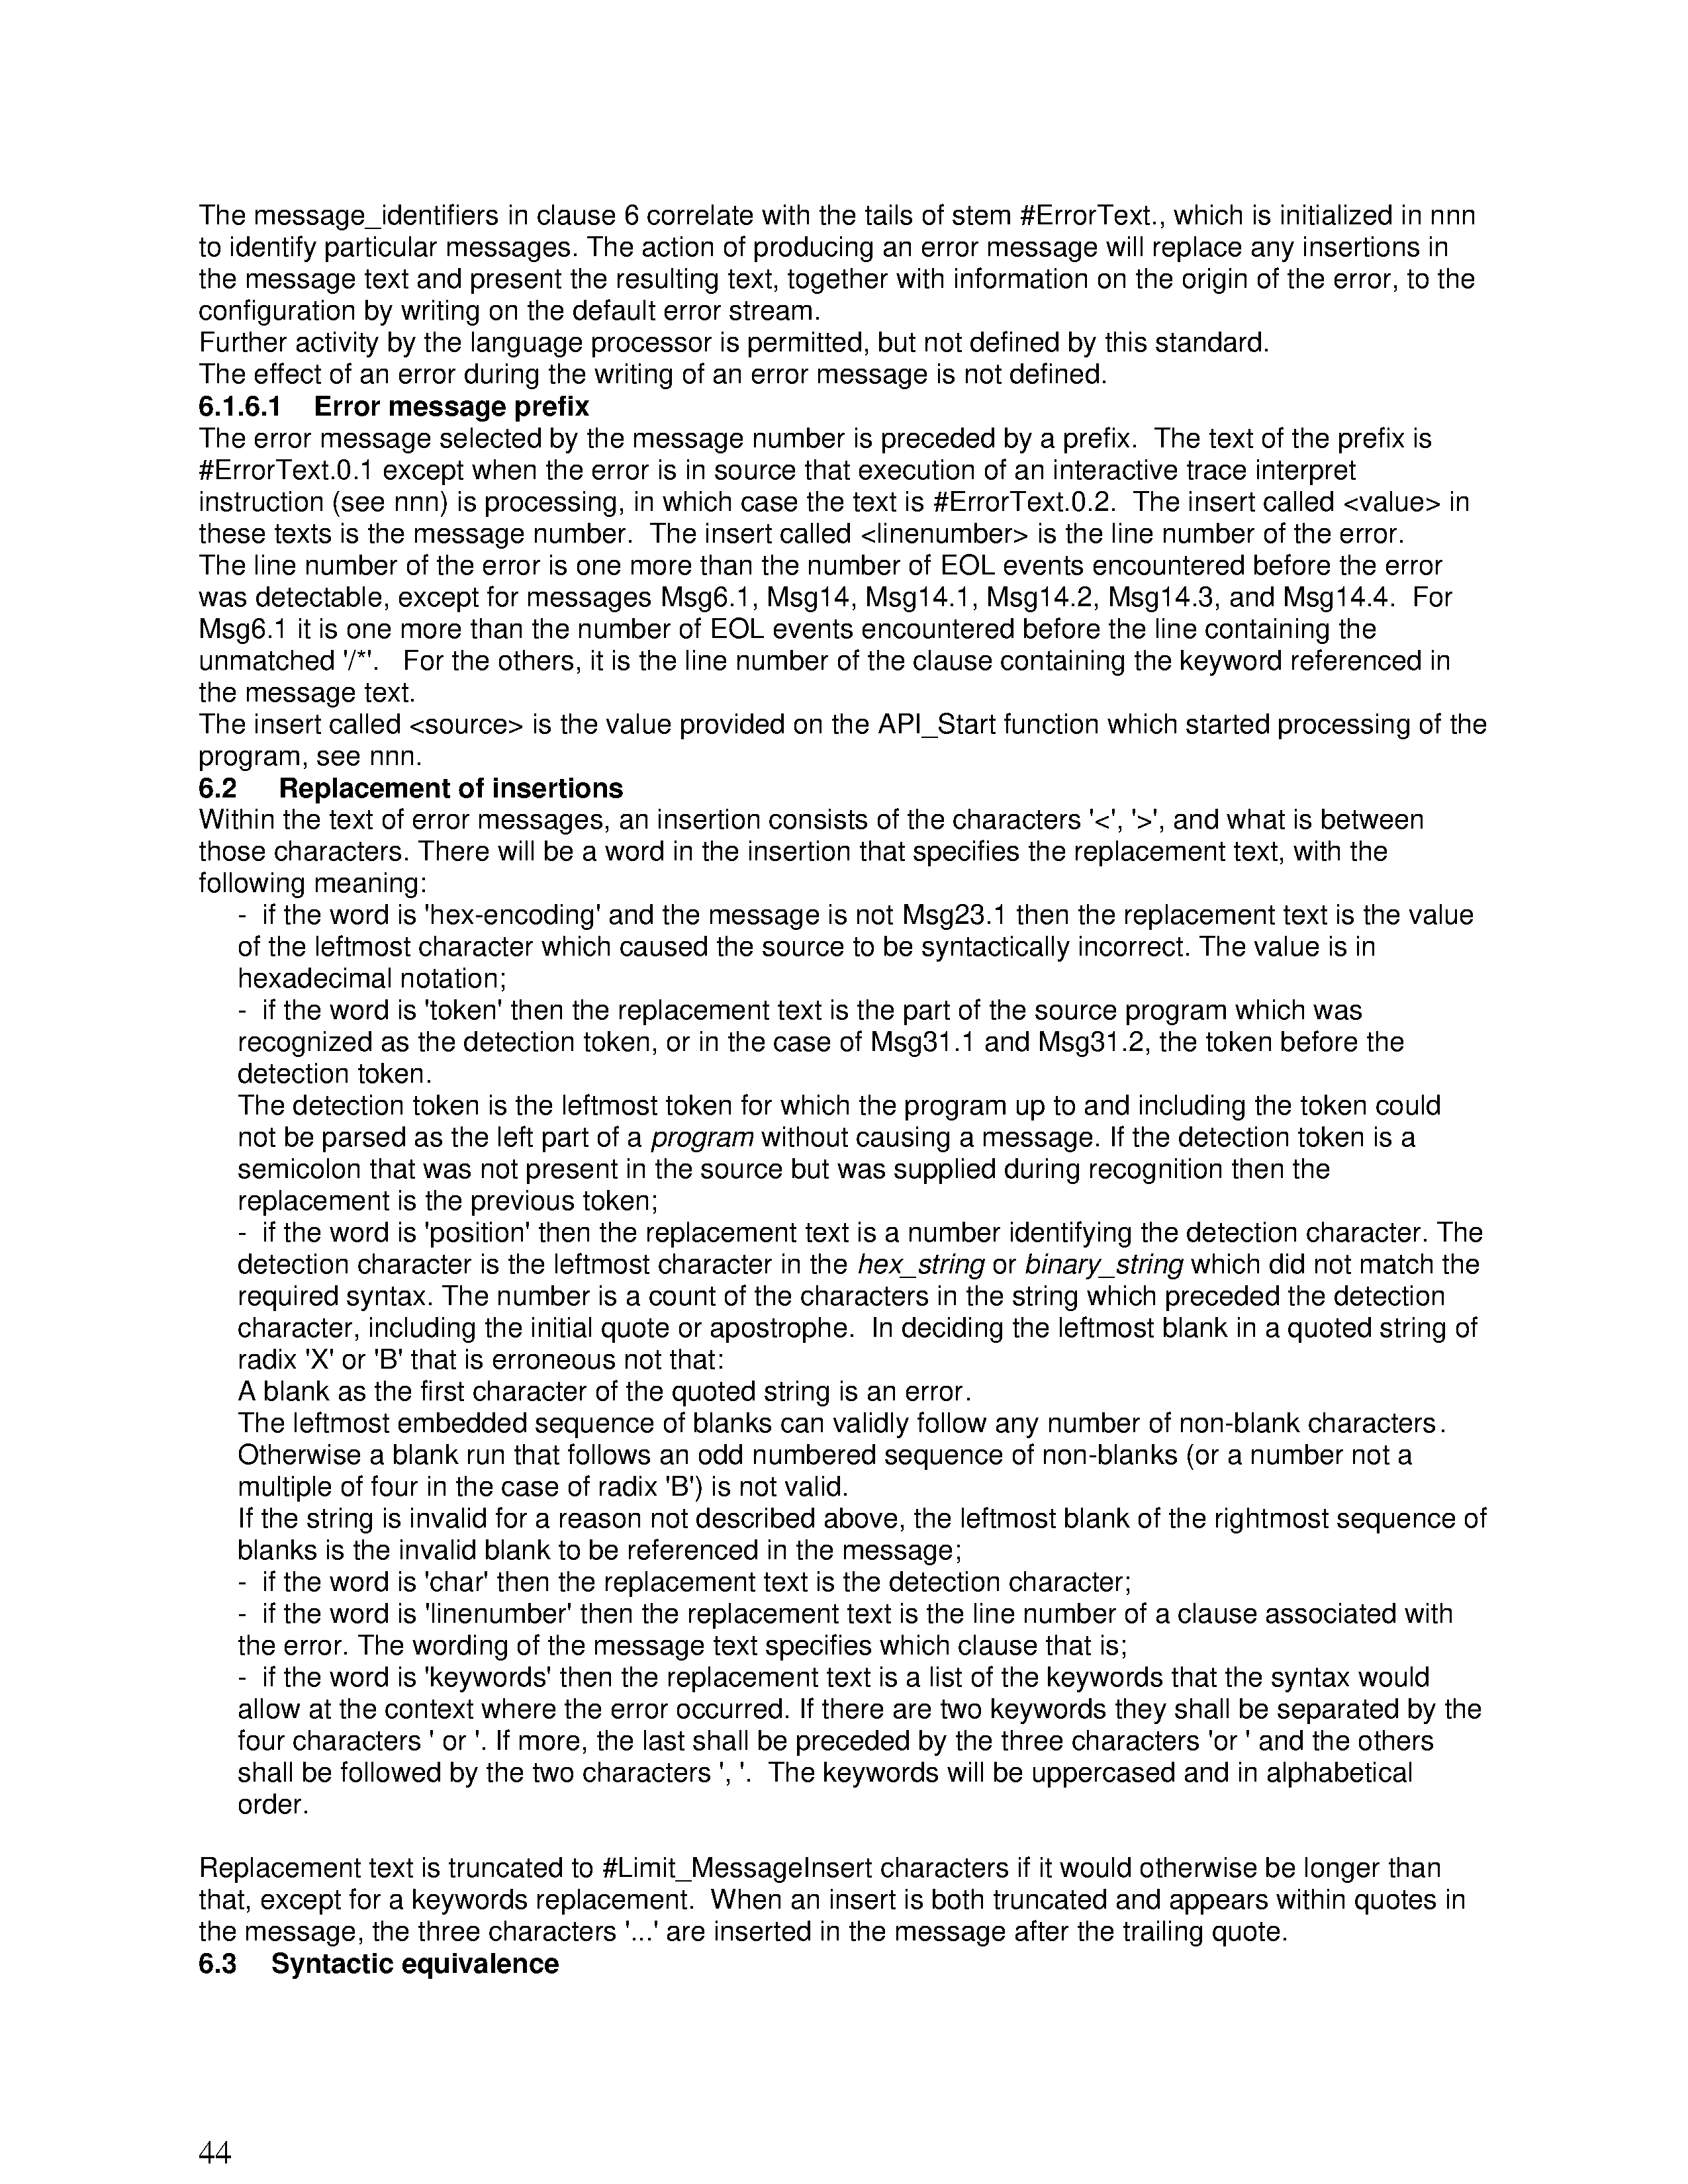 The message_identifiers in clause 6 correlate with the tails of stem #ErrorText., which is initialized in nnn
to identify particular messages. The action of producing an error message will replace any insertions in
the message text and present the resulting text, together with information on the origin of the error, to the
configuration by writing on the default error stream.
Further activity by the language processor is permitted, but not defined by this standard.
The effect of an error during the writing of an error message is not defined.
6.1.6.1 Error message prefix
The error message selected by the message number is preceded by a prefix. The text of the prefix is
#ErrorText.0.1 except when the error is in source that execution of an interactive trace interpret
instruction (see nnn) is processing, in which case the text is #ErrorText.0.2. The insert called <value> in
these texts is the message number. The insert called <linenumber> is the line number of the error.
The line number of the error is one more than the number of EOL events encountered before the error
was detectable, except for messages Msg6.1, Msg14, Msg14.1, Msg14.2, Msg14.3, and Msg14.4. For
Msg6.1 it is one more than the number of EOL events encountered before the line containing the
unmatched '/*'. For the others, it is the line number of the clause containing the keyword referenced in
the message text.
The insert called <source> is the value provided on the API_Start function which started processing of the
program, see nnn.
6.2 Replacement of insertions
Within the text of error messages, an insertion consists of the characters '<', '>', and what is between
those characters. There will be a word in the insertion that specifies the replacement text, with the
following meaning:
- if the word is 'hex-encoding' and the message is not Msg23.1 then the replacement text is the value
of the leftmost character which caused the source to be syntactically incorrect. The value is in
hexadecimal notation;
- if the word is 'token' then the replacement text is the part of the source program which was
recognized as the detection token, or in the case of Msg31.1 and Msg31.2, the token before the
detection token.
The detection token is the leftmost token for which the program up to and including the token could
not be parsed as the left part of a program without causing a message. If the detection token is a
semicolon that was not present in the source but was supplied during recognition then the
replacement is the previous token;
- if the word is 'position' then the replacement text is a number identifying the detection character. The
detection character is the leftmost character in the hex_string or binary_string which did not match the
required syntax. The number is a count of the characters in the string which preceded the detection
character, including the initial quote or apostrophe. In deciding the leftmost blank in a quoted string of
radix 'X' or 'B' that is erroneous not that:
A blank as the first character of the quoted string is an error.
The leftmost embedded sequence of blanks can validly follow any number of non-blank characters.
Otherwise a blank run that follows an odd numbered sequence of non-blanks (or a number not a
multiple of four in the case of radix 'B') is not valid.
If the string is invalid for a reason not described above, the leftmost blank of the rightmost sequence of
blanks is the invalid blank to be referenced in the message;
- if the word is 'char' then the replacement text is the detection character;
- if the word is 'linenumber' then the replacement text is the line number of a clause associated with
the error. The wording of the message text specifies which clause that is;
- if the word is 'keywords' then the replacement text is a list of the keywords that the syntax would
allow at the context where the error occurred. If there are two keywords they shall be separated by the
four characters ' or '. If more, the last shall be preceded by the three characters 'or ' and the others
shall be followed by the two characters ', '. The keywords will be uppercased and in alphabetical
order.
Replacement text is truncated to #Limit_MessageInsert characters if it would otherwise be longer than
that, except for a keywords replacement. When an insert is both truncated and appears within quotes in
the message, the three characters '...' are inserted in the message after the trailing quote.
6.3 Syntactic equivalence
44